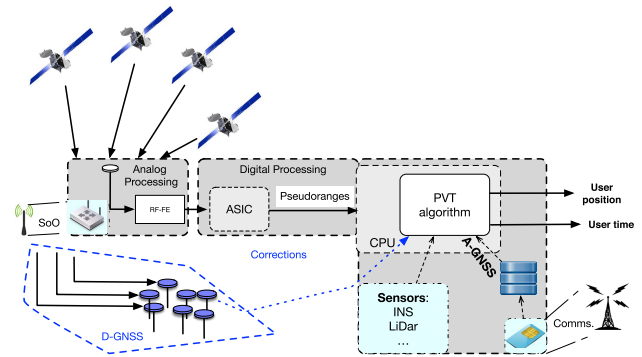 Analog
Processing
Digital Processing
RF-FE
ASIC
Pseudoranges
PVT
algorithm
User
position
User time
SoO
CPU
A-GNSS
Corrections
D-GNSS
Sensors:
INS
LiDar
...
Comms.